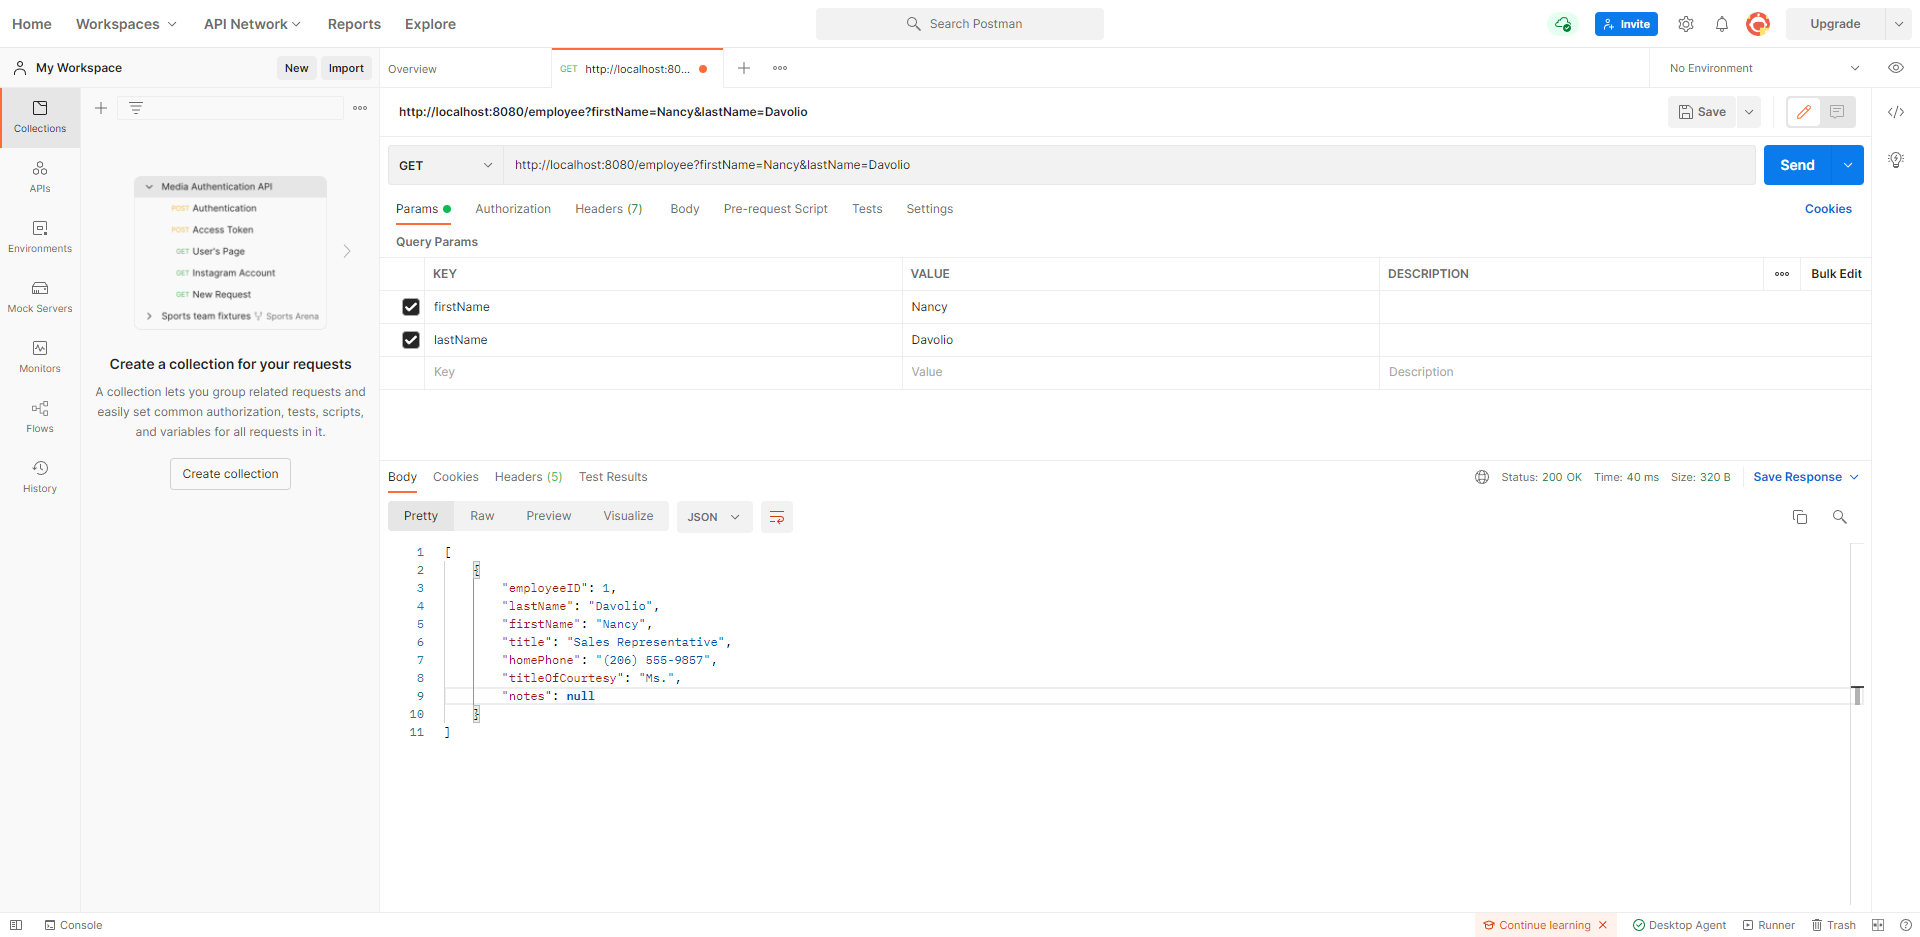 Home Workspaces API Network Reports Explore Search Postman Invite Upgrade
My Workspace New Import Overview GET http://localhost:80... No Environment
Collections
APIs
Environments
Mock Servers
Monitors
Flows
History
Media Authentication API
POST Authentication
POST Access Token
GET User's Page
GET Instagram Account
GET New Request
Sports team fixtures Sports Arena
Create a collection for your requests
A collection lets you group related requests and
easily set common authorization, tests, scripts,
and variables for all requests in it.
Create collection
http://localhost:8080/employee?firstName=Nancy&lastName=Davolio Save
GET http://localhost:8080/employee?firstName=Nancy&lastName=Davolio Send
Params Authorization Headers (7) Body Pre-request Script Tests Settings Cookies
Query Params
KEY VALUE DESCRIPTION Bulk Edit
firstName Nancy
lastName Davolio
Key Value Description
Body Cookies Headers (5) Test Results Status: 200 OK Time: 40 ms Size: 320 B Save Response
Pretty Raw Preview Visualize JSON
1 [
2 {
3 "employeeID": 1,
4 "lastName": "Davolio",
5 "firstName": "Nancy",
6 "title": "Sales Representative",
7 "homePhone": "(206) 555-9857",
8 "titleOfCourtesy": "Ms.",
9 "notes": null
10 }
11 ]
Console Continue learning Desktop Agent Runner Trash